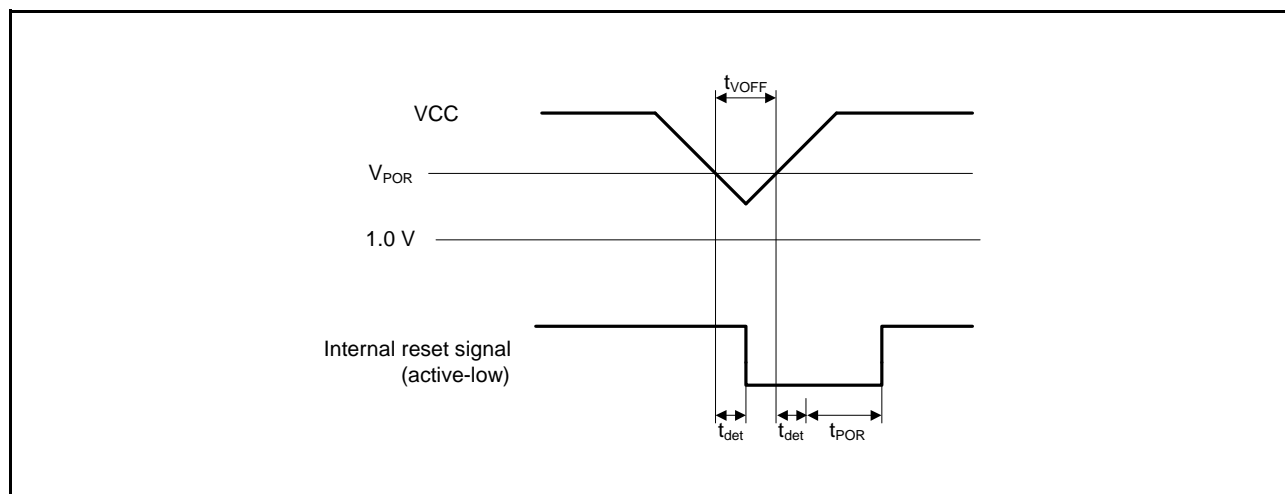 tVOFF
VCC
VPOR
1.0 V
Internal reset signal
(active-low)
tdet
tdet
tPOR